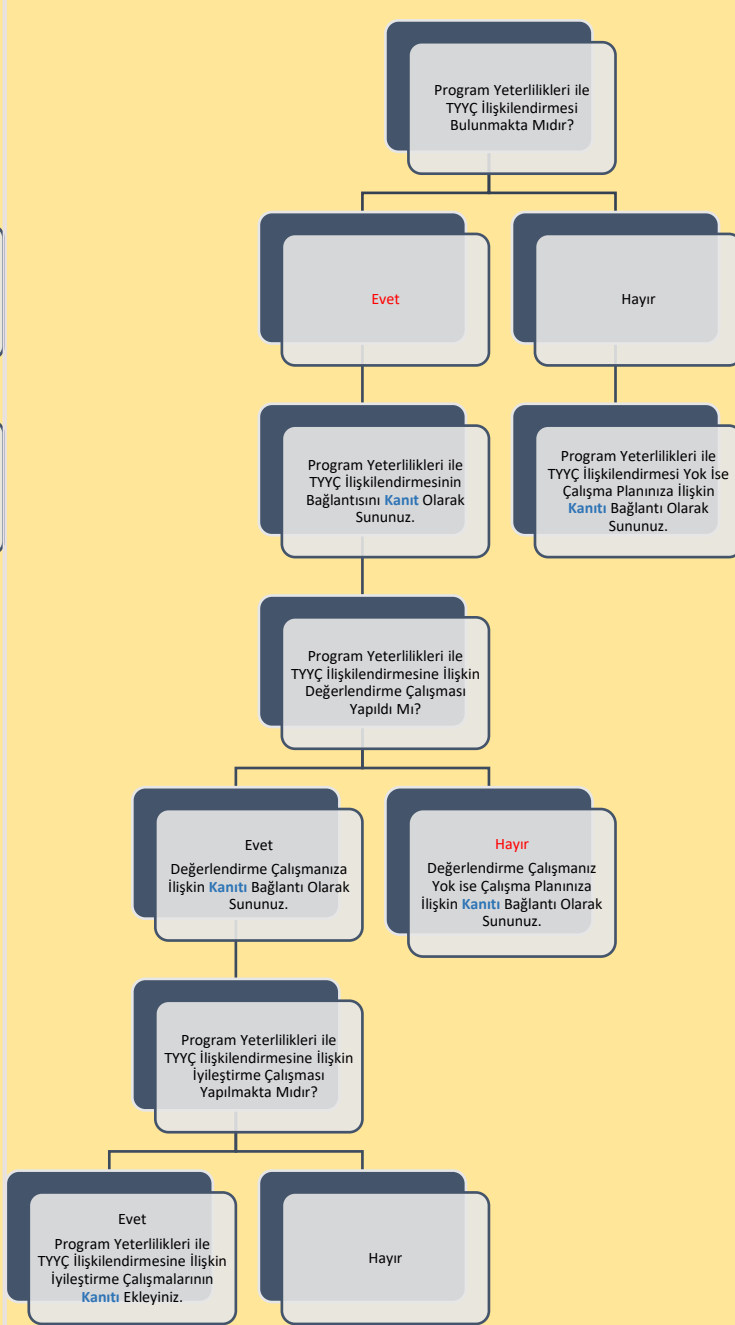 Program Yeterlilikleri ile
TYYÇ İlişkilendirmesi
Bulunmakta Mıdır?
Evet
Hayır
Program Yeterlilikleri ile
TYYÇ İlişkilendirmesinin
Bağlantısını Kanıt Olarak
Sununuz.
Program Yeterlilikleri ile
TYYÇ İlişkilendirmesi Yok İse
Çalışma Planınıza İlişkin
Kanıtı Bağlantı Olarak
Sununuz.
Program Yeterlilikleri ile
TYYÇ İlişkilendirmesine İlişkin
Değerlendirme Çalışması
Yapıldı Mı?
Evet
Değerlendirme Çalışmanıza
İlişkin Kanıtı Bağlantı Olarak
Sununuz.
Hayır
Değerlendirme Çalışmanız
Yok ise Çalışma Planınıza
İlişkin Kanıtı Bağlantı Olarak
Sununuz.
Program Yeterlilikleri ile
TYYÇ İlişkilendirmesine İlişkin
İyileştirme Çalışması
Yapılmakta Mıdır?
Evet
Program Yeterlilikleri ile
TYYÇ İlişkilendirmesine İlişkin
İyileştirme Çalışmalarının
Kanıtı Ekleyiniz.
Hayır